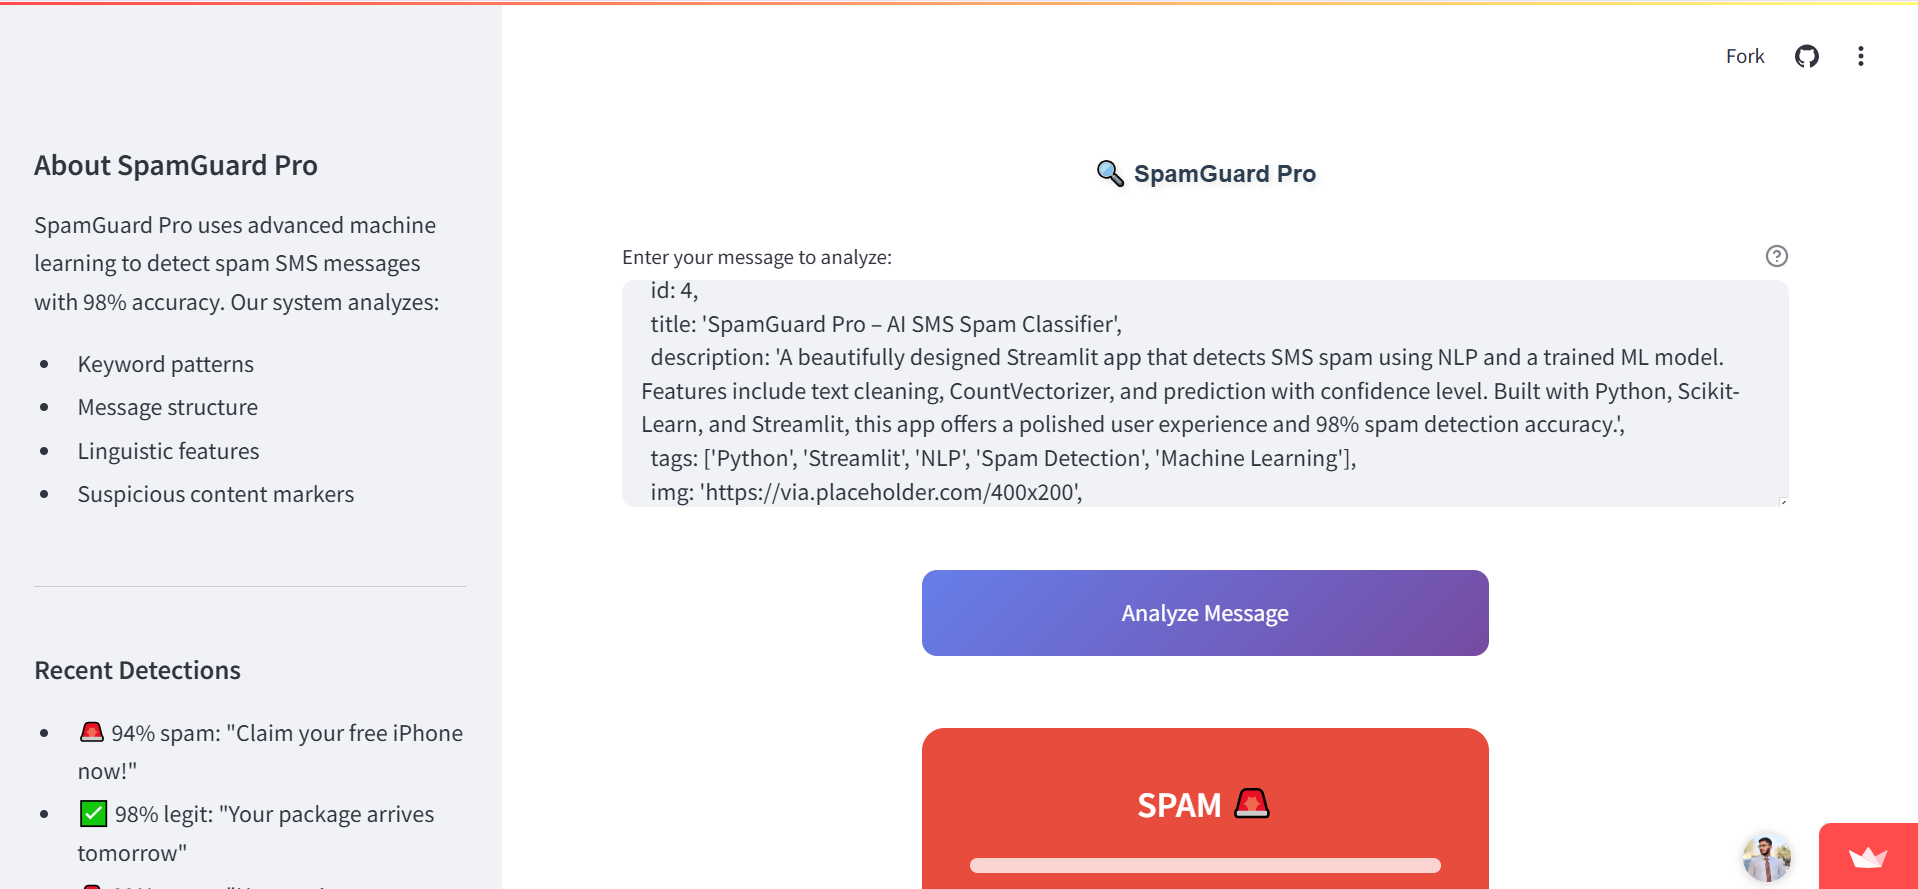 Fork
About SpamGuard Pro
SpamGuard Pro uses advanced machine
learning to detect spam SMS messages
with 98% accuracy. Our system analyzes:
Keyword patterns
Message structure
Linguistic features
Suspicious content markers
Recent Detections
94% spam: "Claim your free iPhone
now!"
98% legit: "Your package arrives
tomorrow"
SpamGuard Pro
Enter your message to analyze:
id: 4,
title: 'SpamGuard Pro – AI SMS Spam Classifier',
description: 'A beautifully designed Streamlit app that detects SMS spam using NLP and a trained ML model.
Features include text cleaning, CountVectorizer, and prediction with confidence level. Built with Python, Scikit-
Learn, and Streamlit, this app offers a polished user experience and 98% spam detection accuracy.',
tags: ['Python', 'Streamlit', 'NLP', 'Spam Detection', 'Machine Learning'],
img: 'https://via.placeholder.com/400x200',
Analyze Message
SPAM